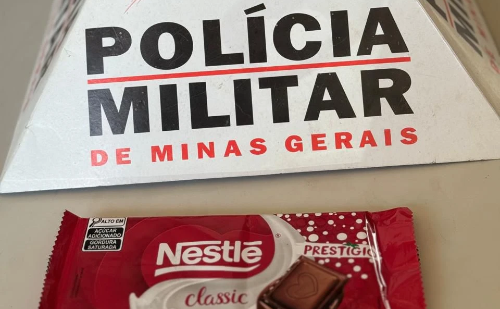 POLÍCIA
MILITAR
DE MINAS GERAIS
ALTO EM
AÇÚCAR
ADICIONADO
GORDURA
SATURADA
Nestlé
PRESTÍGIO
classic